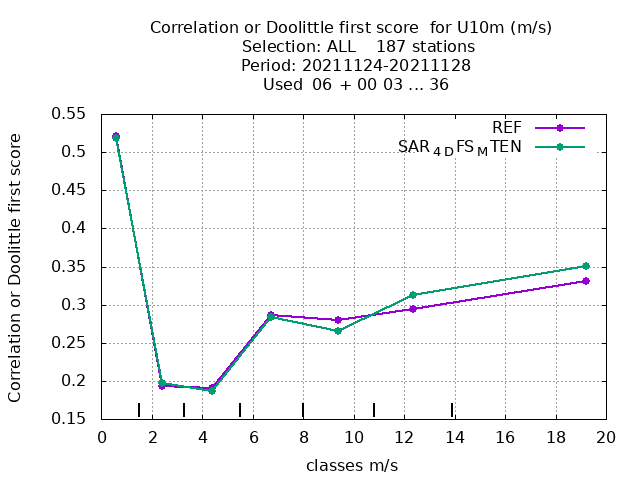 Correlation or Doolittle first score  for U10m (m/s)
Selection: ALL    187 stations
Period: 20211124-20211128
Used  06 + 00 03 ... 36
Correlation or Doolittle first score
0.55
0.5
0.45
0.4
0.35
0.3
0.25
0.2
0.15
REF
SAR4DFSMTEN
0 2 4 6 8 10 12 14 16 18 20
classes m/s